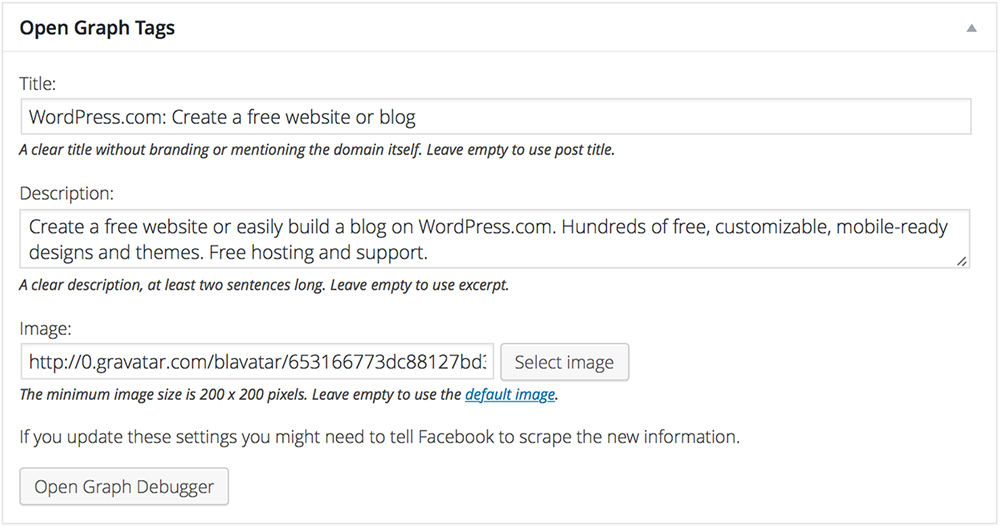 Open Graph Tags
Title:
WordPress.com: Create a free website or blog
A clear title without branding or mentioning the domain itself. Leave empty to use post title.
Description:
Create a free website or easily build a blog on WordPress.com. Hundreds of free, customizable, mobile-ready
designs and themes. Free hosting and support.
A clear description, at least two sentences long. Leave empty to use excerpt.
Image:
http://0.gravatar.com/blavatar/653166773dc88127bd3 Select image
The minimum image size is 200 x 200 pixels. Leave empty to use the default image.
If you update these settings you might need to tell Facebook to scrape the new information.
Open Graph Debugger